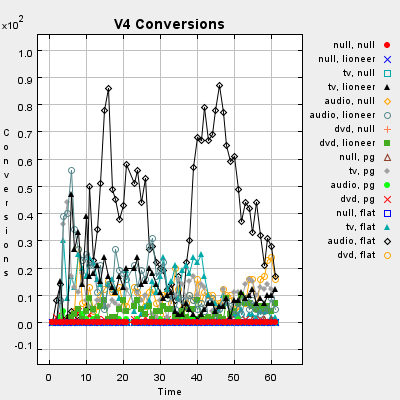 V4 Conversions
x10^2
1.0
0.9
0.8
0.7
0.6
0.5
0.4
0.3
0.2
0.1
0.0
-0.1
Conversions
0 10 20 30 40 50 60
Time
null, null
null, lioneer
tv, null
tv, lioneer
audio, null
audio, lioneer
dvd, null
dvd, lioneer
null, pg
tv, pg
audio, pg
dvd, pg
null, flat
tv, flat
audio, flat
dvd, flat